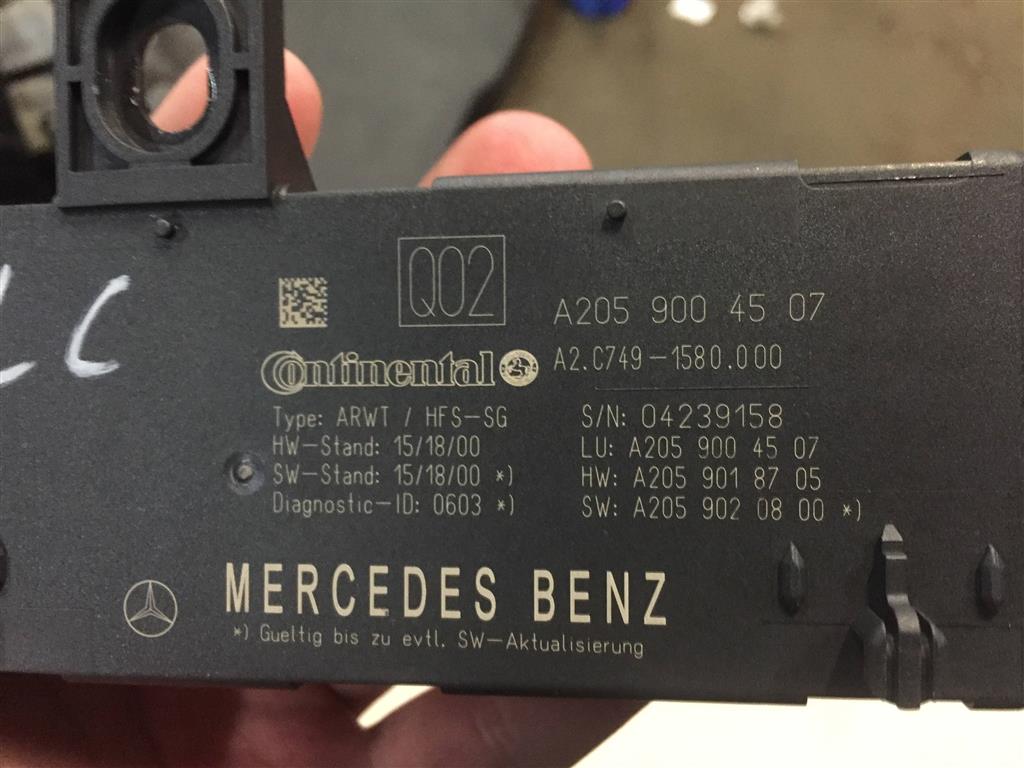 Q02
A205 900 45 07
Continental
A2.C749-1580.000
LC
Type: ARWT / HFS-SG
S/N: 04239158
HW-Stand: 15/18/00
LU: A205 900 45 07
SW-Stand: 15/18/00 *)
HW: A205 901 87 05
Diagnostic-ID: 0603 *)
SW: A205 902 08 00 *)
MERCEDES BENZ
*) Gueltig bis zu evtl. SW-Aktualisierung